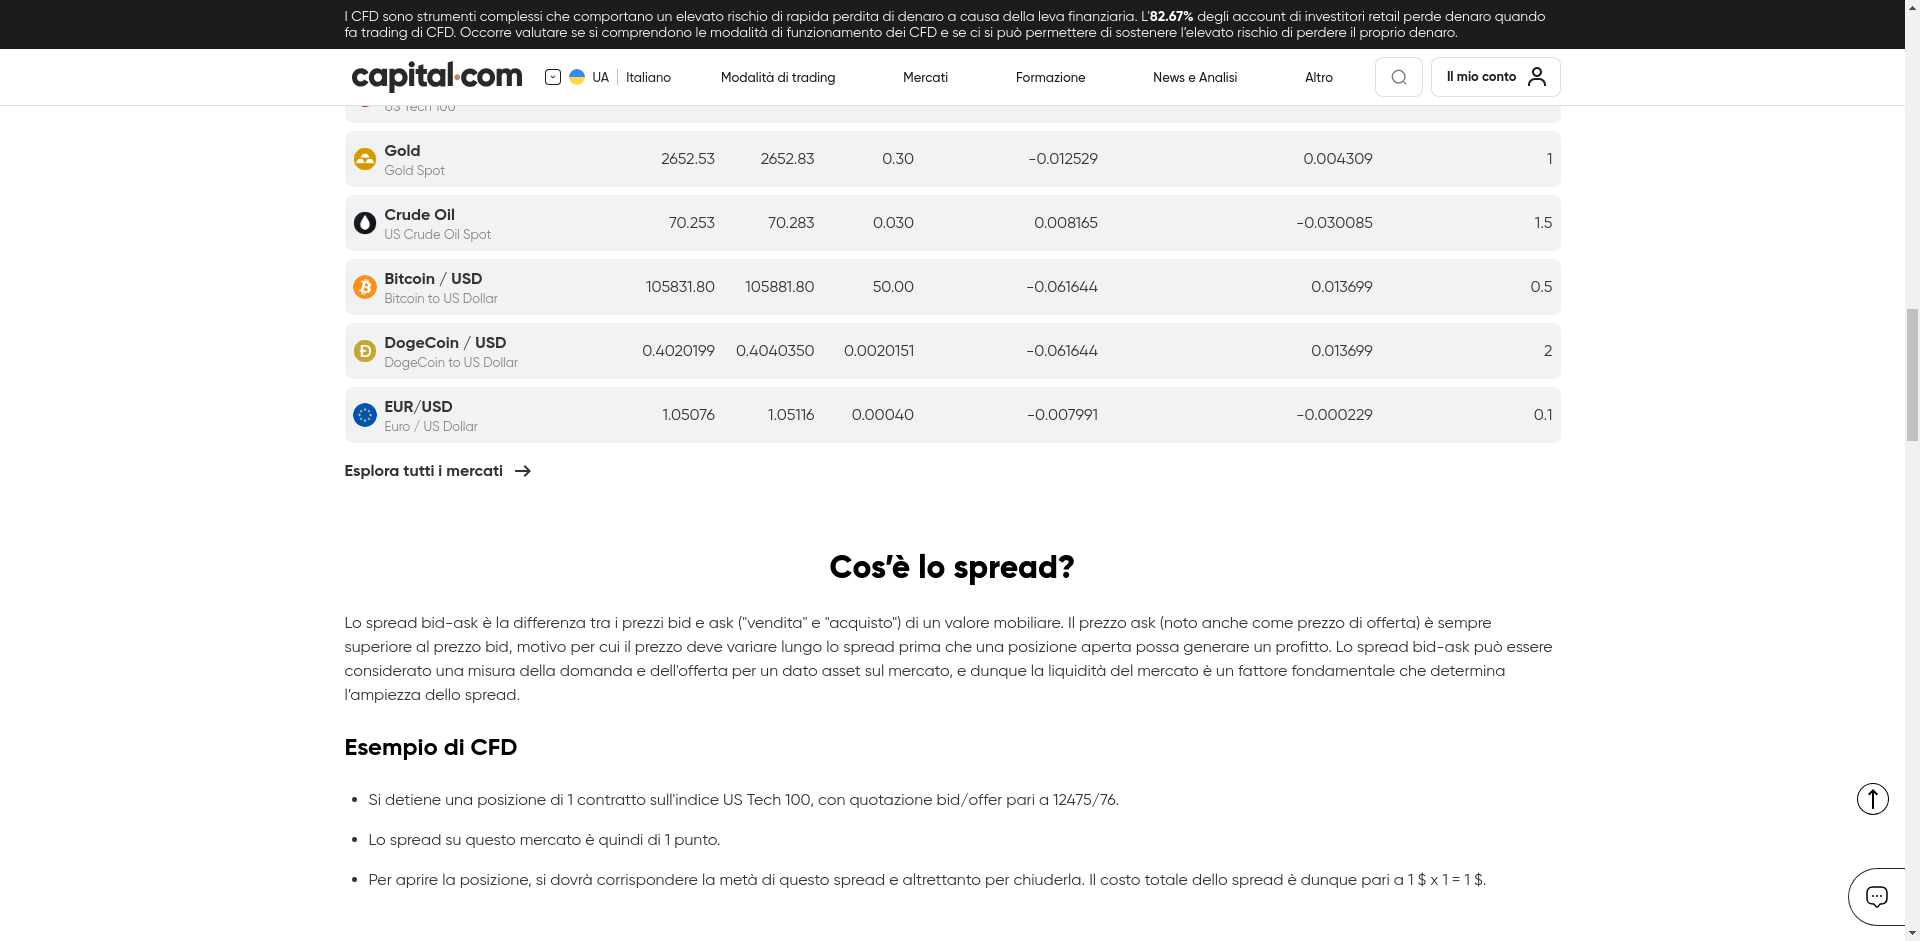 I CFD sono strumenti complessi che comportano un elevato rischio di rapida perdita di denaro a causa della leva finanziaria. L'82.67% degli account di investitori retail perde denaro quando
fa trading di CFD. Occorre valutare se si comprendono le modalità di funzionamento dei CFD e se ci si può permettere di sostenere l'elevato rischio di perdere il proprio denaro.
capital.com UA Italiano Modalità di trading Mercati Formazione News e Analisi Altro Il mio conto
US Tech 100
Gold
Gold Spot
2652.53 2652.83 0.30 -0.012529 0.004309 1
Crude Oil
US Crude Oil Spot
70.253 70.283 0.030 0.008165 -0.030085 1.5
Bitcoin / USD
Bitcoin to US Dollar
105831.80 105881.80 50.00 -0.061644 0.013699 0.5
DogeCoin / USD
DogeCoin to US Dollar
0.4020199 0.4040350 0.0020151 -0.061644 0.013699 2
EUR/USD
Euro / US Dollar
1.05076 1.05116 0.00040 -0.007991 -0.000229 0.1
Esplora tutti i mercati
Cos'è lo spread?
Lo spread bid-ask è la differenza tra i prezzi bid e ask ("vendita" e "acquisto") di un valore mobiliare. Il prezzo ask (noto anche come prezzo di offerta) è sempre
superiore al prezzo bid, motivo per cui il prezzo deve variare lungo lo spread prima che una posizione aperta possa generare un profitto. Lo spread bid-ask può essere
considerato una misura della domanda e dell'offerta per un dato asset sul mercato, e dunque la liquidità del mercato è un fattore fondamentale che determina
l'ampiezza dello spread.
Esempio di CFD
• Si detiene una posizione di 1 contratto sull'indice US Tech 100, con quotazione bid/offer pari a 12475/76.
• Lo spread su questo mercato è quindi di 1 punto.
• Per aprire la posizione, si dovrà corrispondere la metà di questo spread e altrettanto per chiuderla. Il costo totale dello spread è dunque pari a 1 $ x 1 = 1 $.